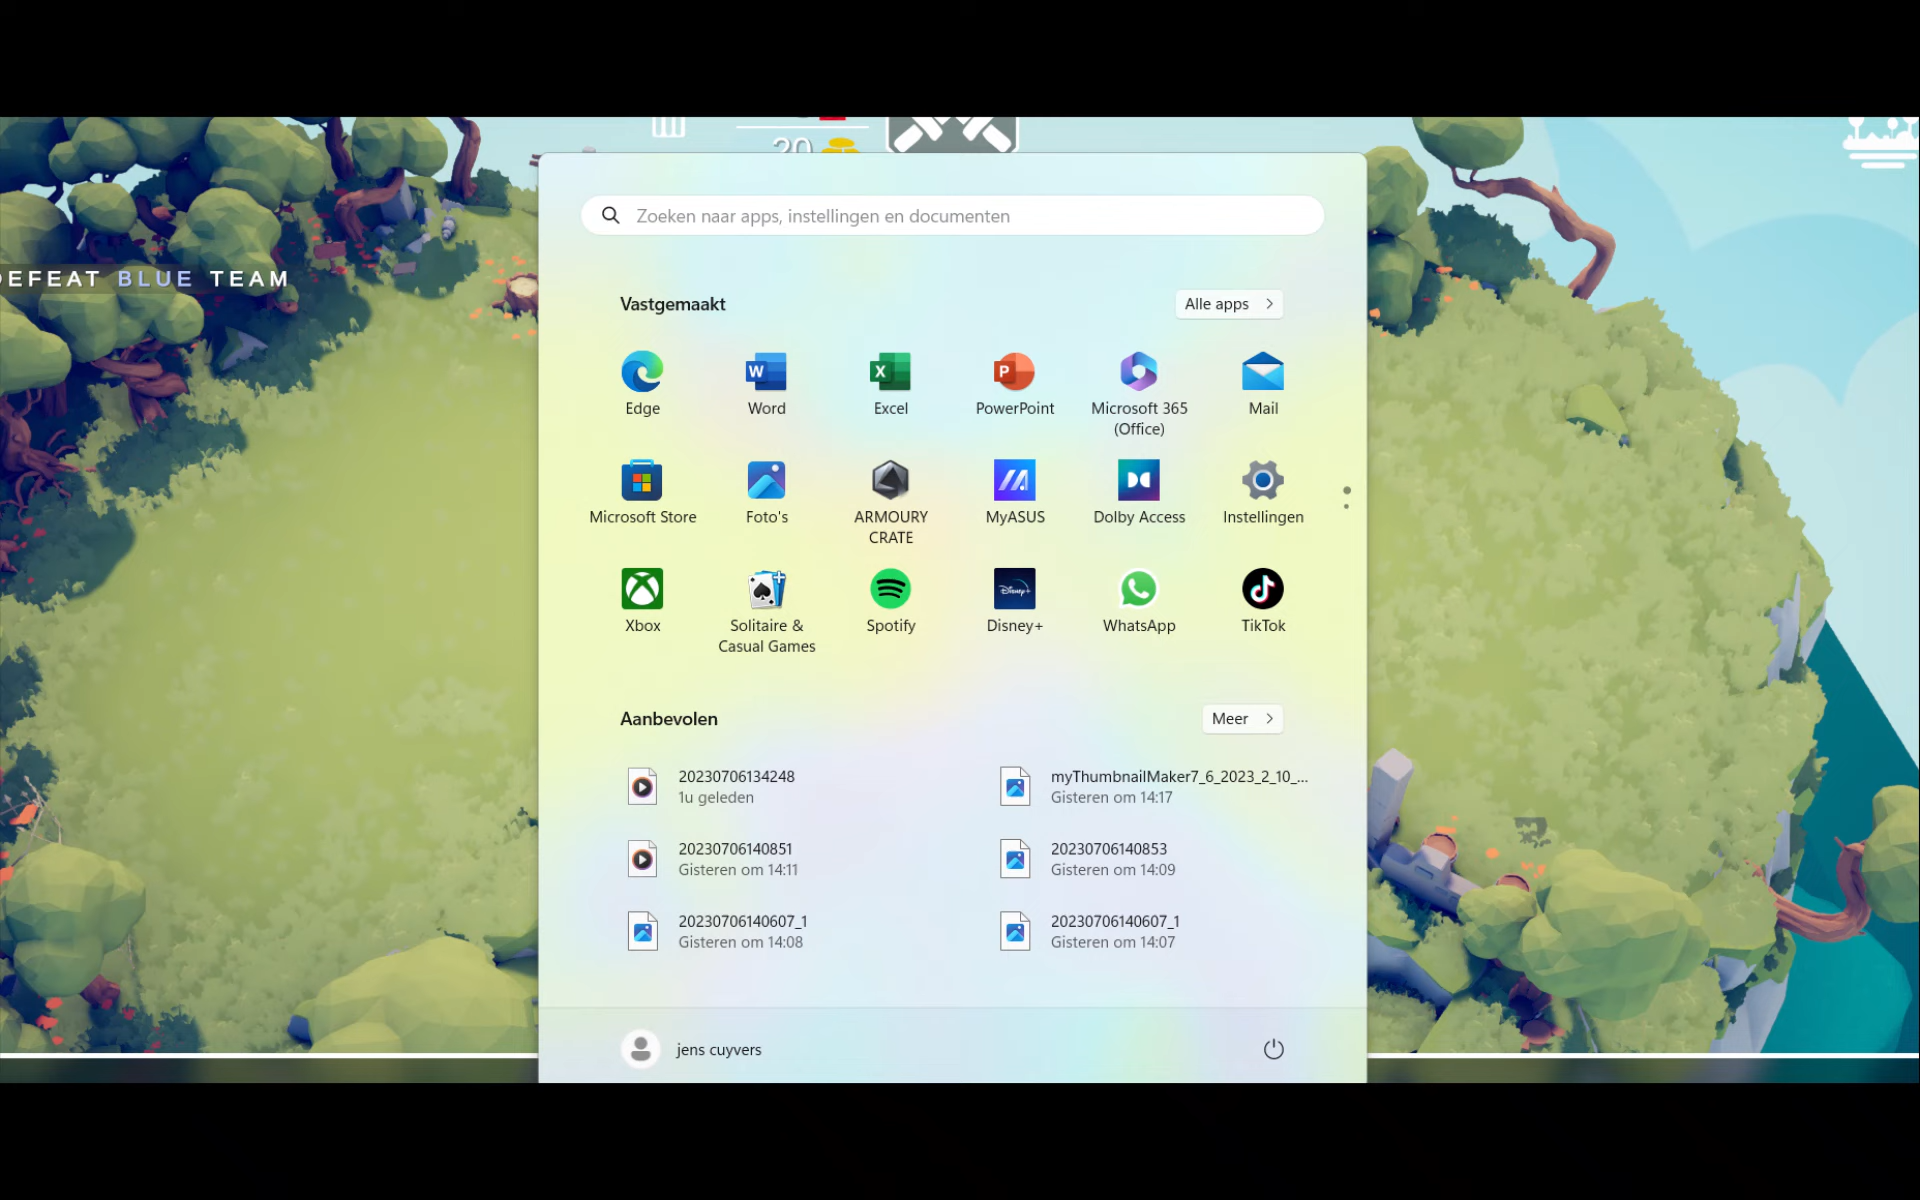 20
DEFEAT BLUE TEAM
Zoeken naar apps, instellingen en documenten
Vastgemaakt
Alle apps
Edge
Word
Excel
PowerPoint
Microsoft 365
(Office)
Mail
Microsoft Store
Foto's
ARMOURY
CRATE
MyASUS
Dolby Access
Instellingen
Xbox
Solitaire &
Casual Games
Spotify
Disney+
WhatsApp
TikTok
Aanbevolen
Meer
20230706134248
1u geleden
myThumbnailMaker7_6_2023_2_10_...
Gisteren om 14:17
20230706140851
Gisteren om 14:11
20230706140853
Gisteren om 14:09
20230706140607_1
Gisteren om 14:08
20230706140607_1
Gisteren om 14:07
jens cuyvers